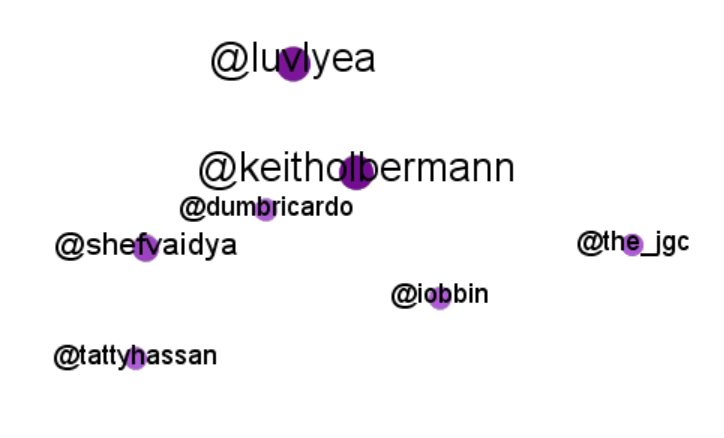 @luvlyea
@keitholbermann
@dumbricardo
@shefvaidya
@the_jgc
@iobbin
@tattyhassan